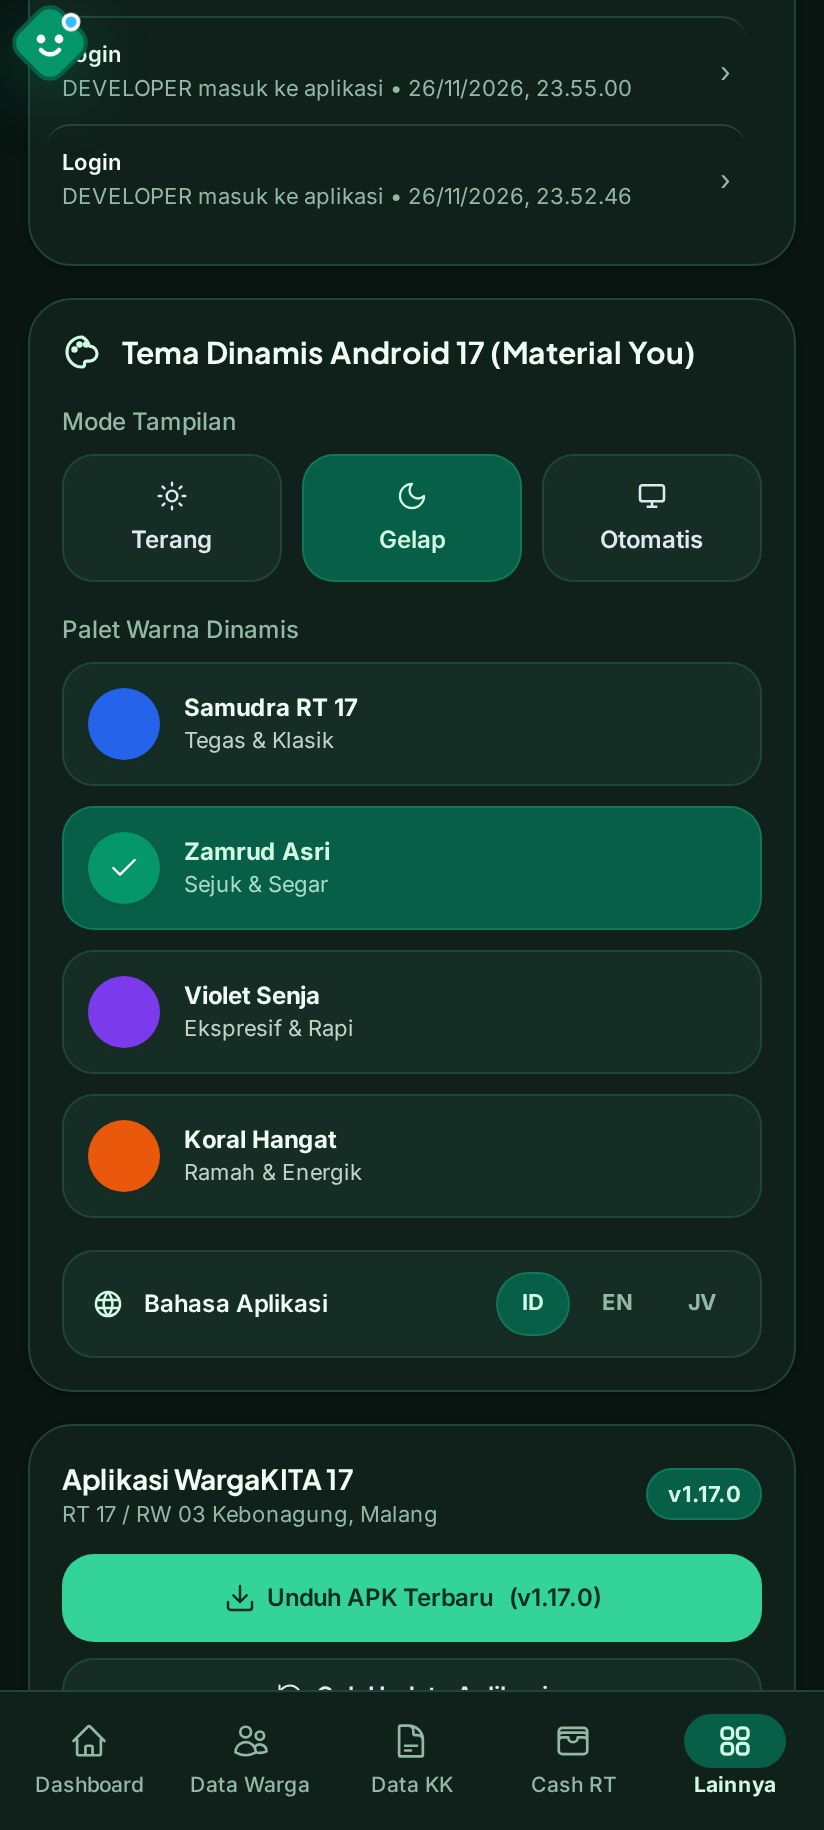 Login
DEVELOPER masuk ke aplikasi • 26/11/2026, 23.55.00
Login
DEVELOPER masuk ke aplikasi • 26/11/2026, 23.52.46
Tema Dinamis Android 17 (Material You)
Mode Tampilan
Terang
Gelap
Otomatis
Palet Warna Dinamis
Samudra RT 17
Tegas & Klasik
Zamrud Asri
Sejuk & Segar
Violet Senja
Ekspresif & Rapi
Koral Hangat
Ramah & Energik
Bahasa Aplikasi
ID
EN
JV
Aplikasi WargaKITA 17
RT 17 / RW 03 Kebonagung, Malang
v1.17.0
Unduh APK Terbaru (v1.17.0)
Dashboard
Data Warga
Data KK
Cash RT
Lainnya